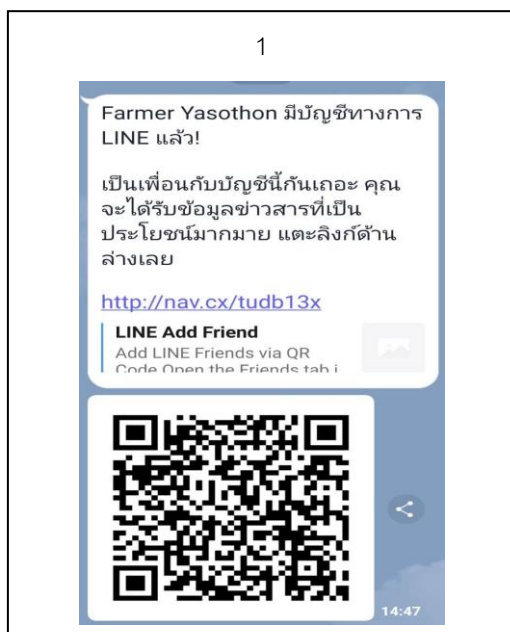 1
Farmer Yasothon มีบัญชีทางการ
LINE แล้ว!
เป็นเพื่อนกับบัญชีนี้กันเถอะ คุณ
จะได้รับข้อมูลข่าวสารที่เป็น
ประโยชน์มากมาย แตะลิงก์ด้าน
ล่างเลย
http://nav.cx/tudb13x
LINE Add Friend
Add LINE Friends via QR
Code Open the Friends tab i
14:47